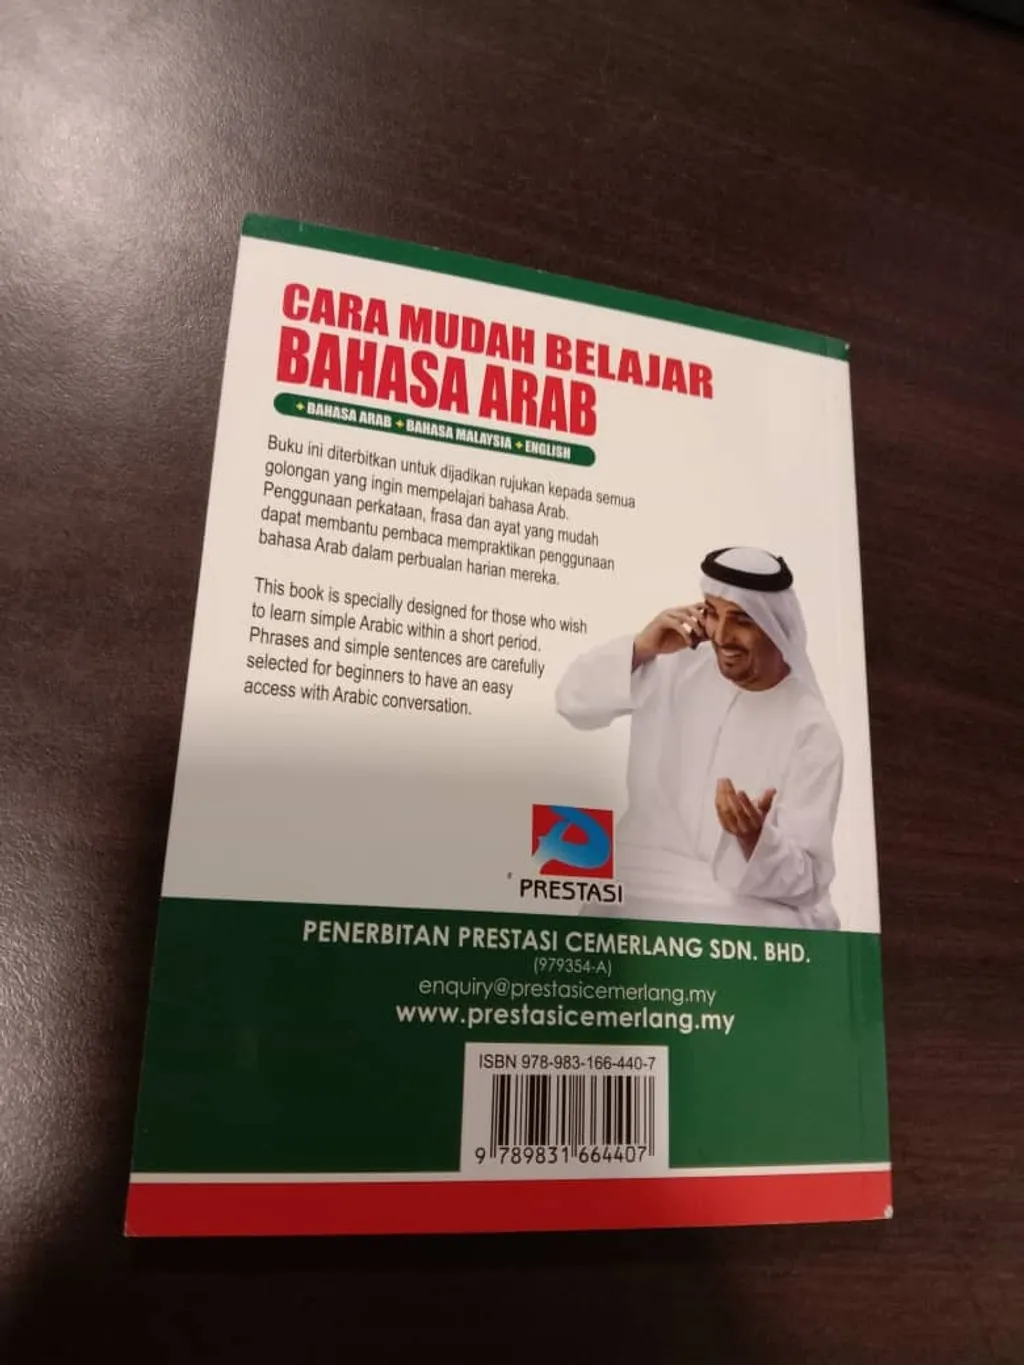 CARA MUDAH BELAJAR
BAHASA ARAB
+ BAHASA ARAB + BAHASA MALAYSIA + ENGLISH
Buku ini diterbitkan untuk dijadikan rujukan kepada semua
golongan yang ingin mempelajari bahasa Arab.
Penggunaan perkataan, frasa dan ayat yang mudah
dapat membantu pembaca mempraktikan penggunaan
bahasa Arab dalam perbualan harian mereka.
This book is specially designed for those who wish
to learn simple Arabic within a short period.
Phrases and simple sentences are carefully
selected for beginners to have an easy
access with Arabic conversation.
PRESTASI
PENERBITAN PRESTASI CEMERLANG SDN. BHD.
(979354-A)
enquiry@prestasicemerlang.my
www.prestasicemerlang.my
ISBN 978-983-166-440-7
9 789831 664407